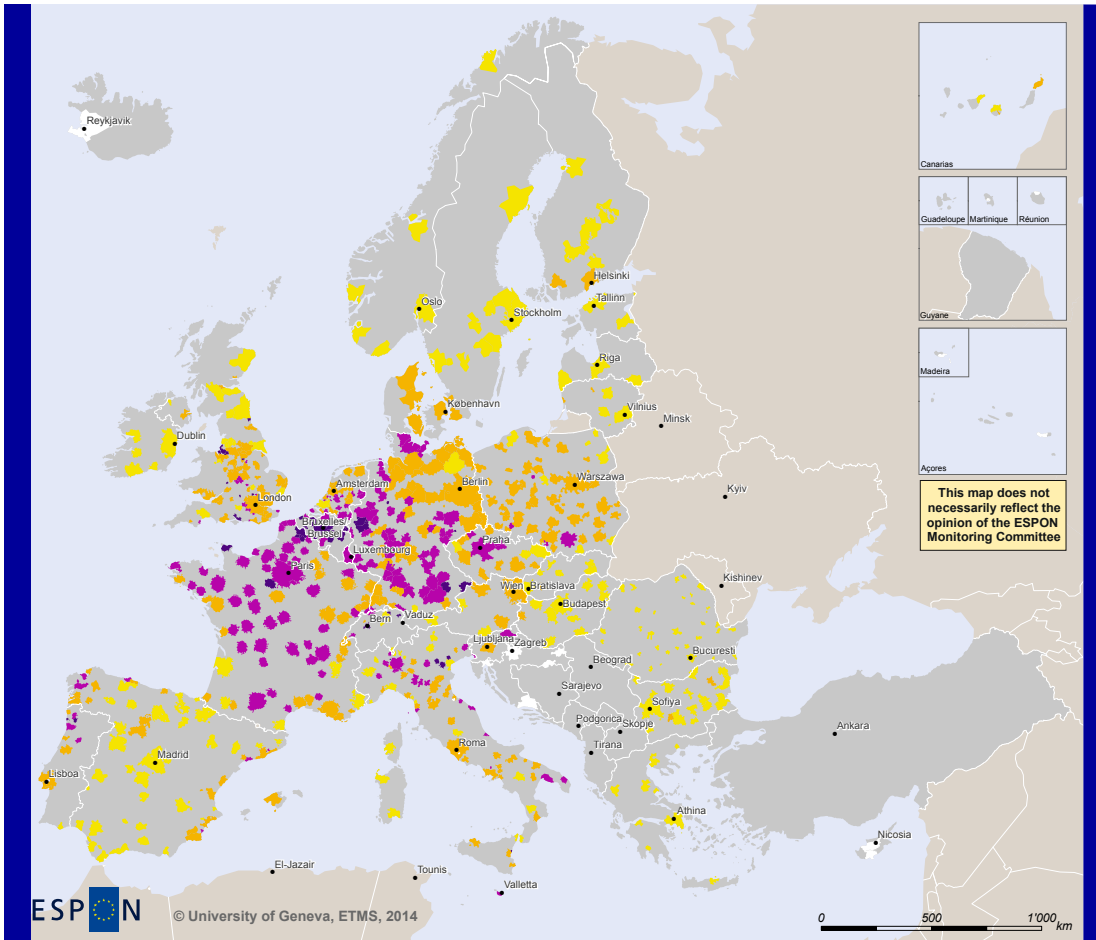 Reykjavik
Canarias
Guadeloupe
Martinique
Réunion
Guyane
Madeira
Açores
Helsinki
Tallinn
Oslo
Stockholm
Riga
København
Vilnius
Minsk
Dublin
Amsterdam
Berlin
Warszawa
London
Kyiv
Bruxelles/
Brussel
Luxembourg
Praha
Paris
Wien
Bratislava
Kishinev
Budapest
Bern
Vaduz
Ljubljana
Zagreb
Beograd
Bucuresti
Sarajevo
Sofiya
Podgorica
Skopje
Ankara
Tirana
Roma
Madrid
Lisboa
Athina
Nicosia
El-Jazair
Tounis
Valletta
This map does not
necessarily reflect the
opinion of the ESPON
Monitoring Committee
ESPON
© University of Geneva, ETMS, 2014
0 500 1'000
km